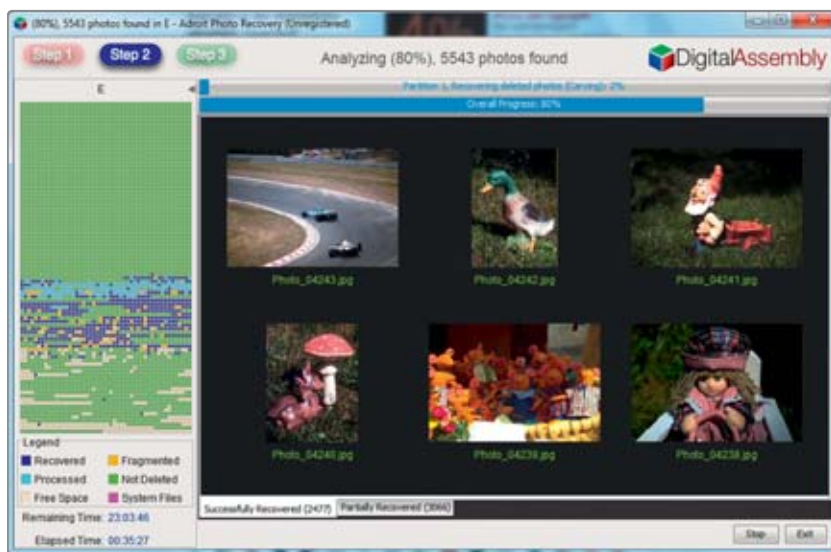 (80%), 5543 photos found in E - Adroit Photo Recovery (Unregistered)
Step 1 Step 2 Step 3
Analyzing (80%), 5543 photos found
DigitalAssembly
E
Partition 1, Recovering deleted photos (Carving): 2%
Overall Progress: 80%
Photo_04243.jpg Photo_04242.jpg Photo_04241.jpg
Photo_04240.jpg Photo_04239.jpg Photo_04238.jpg
Legend
Recovered Fragmented
Processed Not Deleted
Free Space System Files
Successfully Recovered (2477) Partially Recovered (3066)
Remaining Time: 23:03:46
Elapsed Time: 00:35:27
Stop Exit